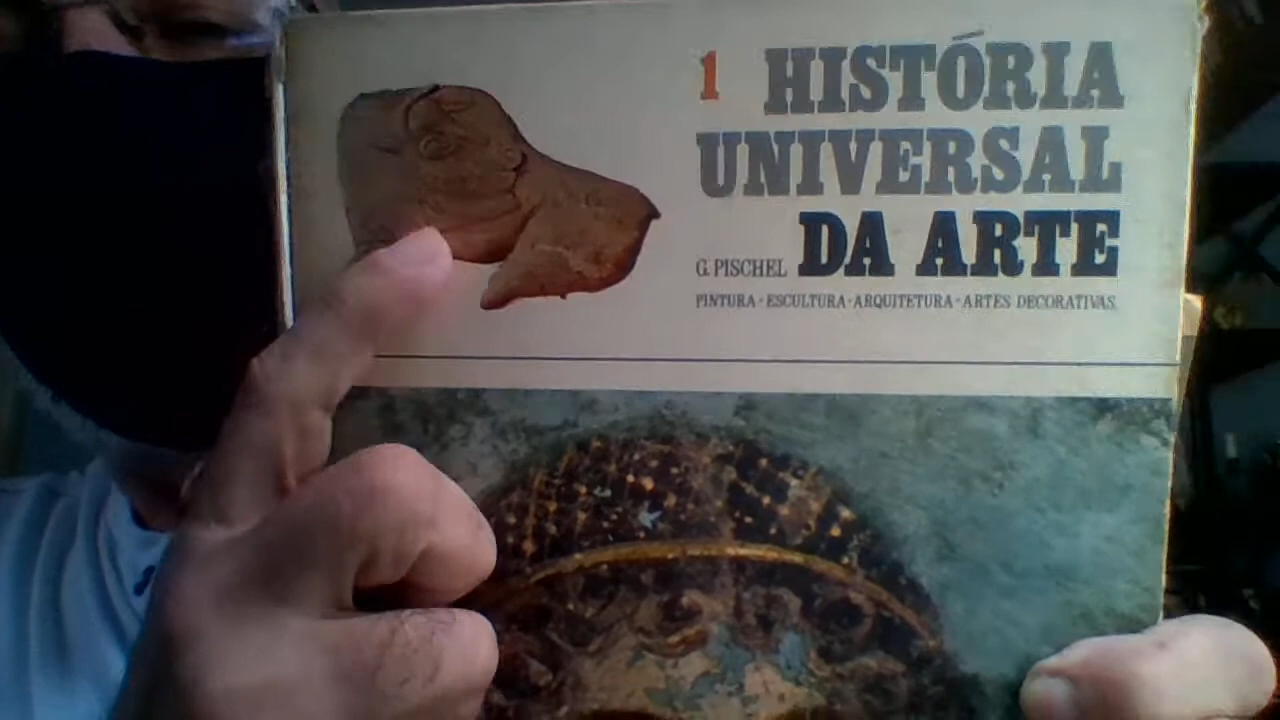 1 HISTÓRIA
UNIVERSAL
G. PISCHEL DA ARTE
PINTURA · ESCULTURA · ARQUITETURA · ARTES DECORATIVAS